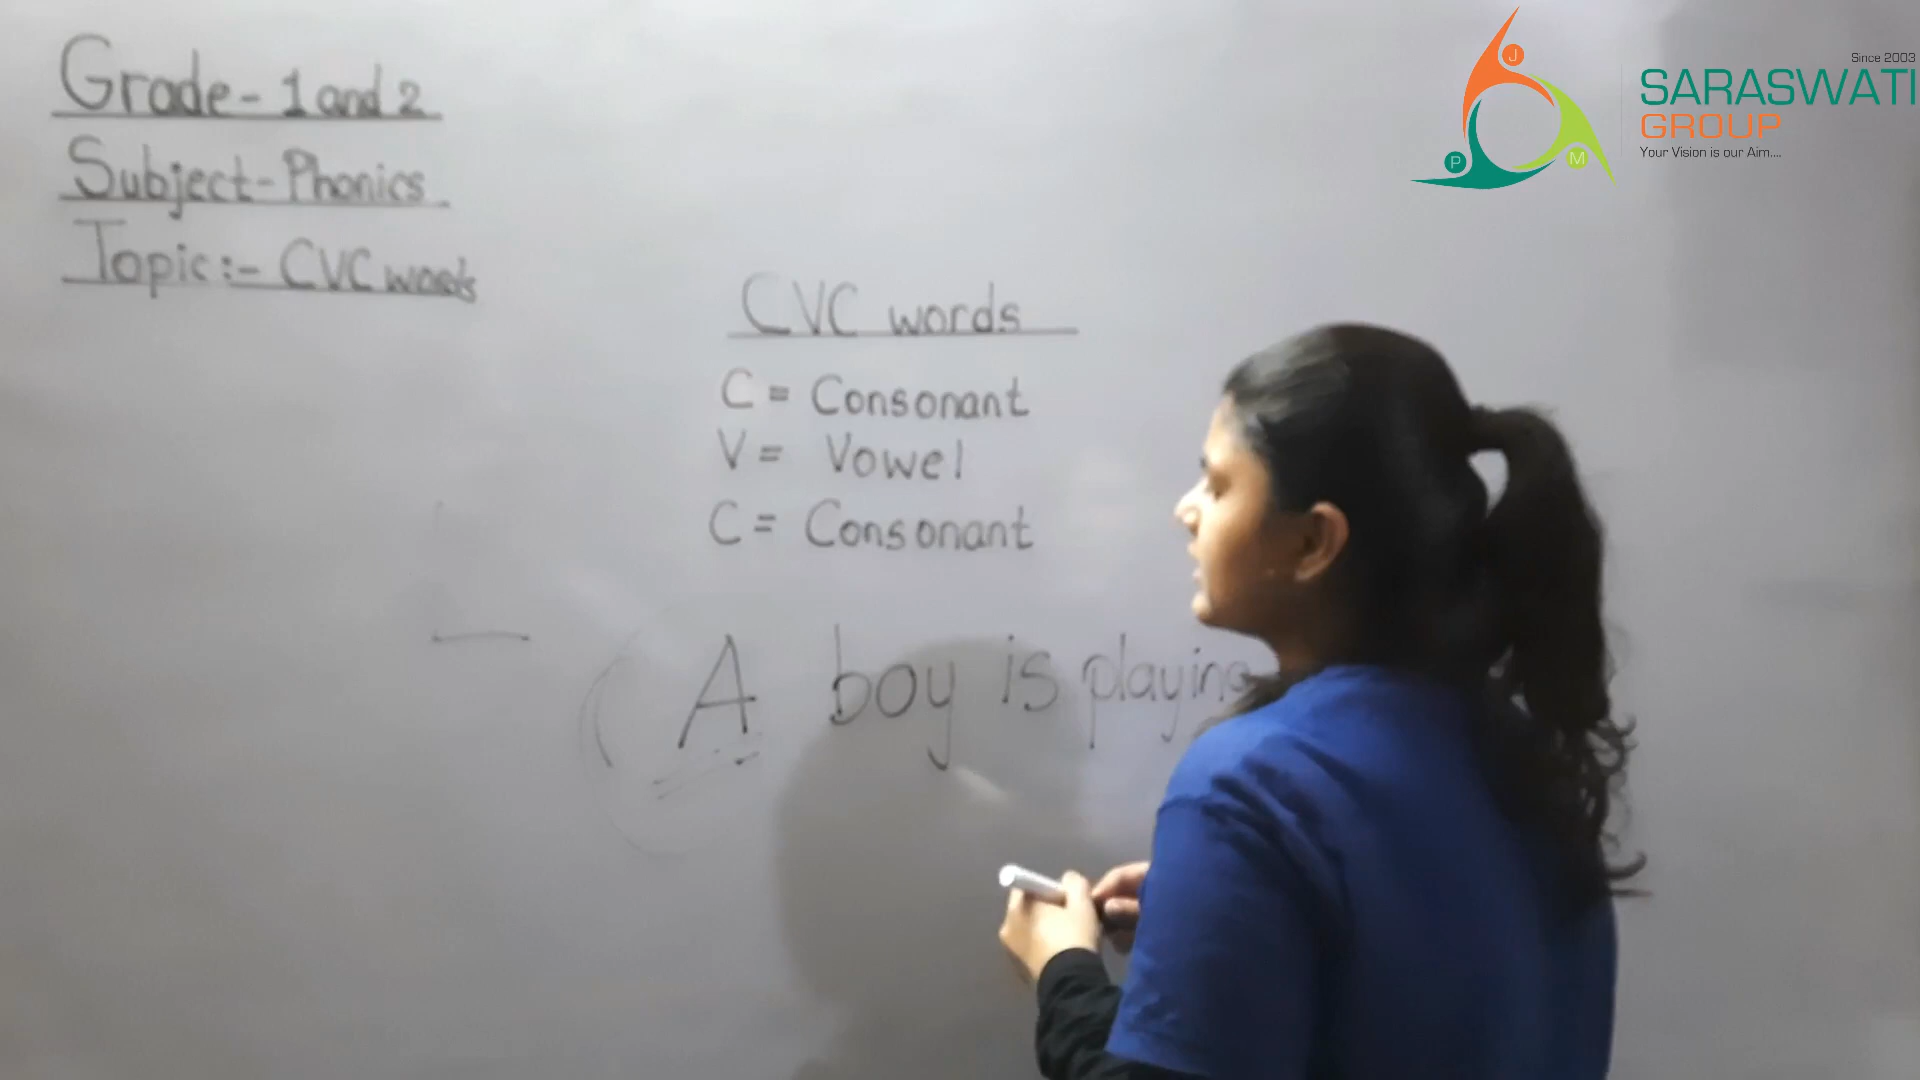 Grade - 1 and 2
Subject - Phonics
Topic :- CVC words
CVC words
C = Consonant
V = Vowel
C = Consonant
A boy is playing
J
P
M
Since 2003
SARASWATI
GROUP
Your Vision is our Aim....